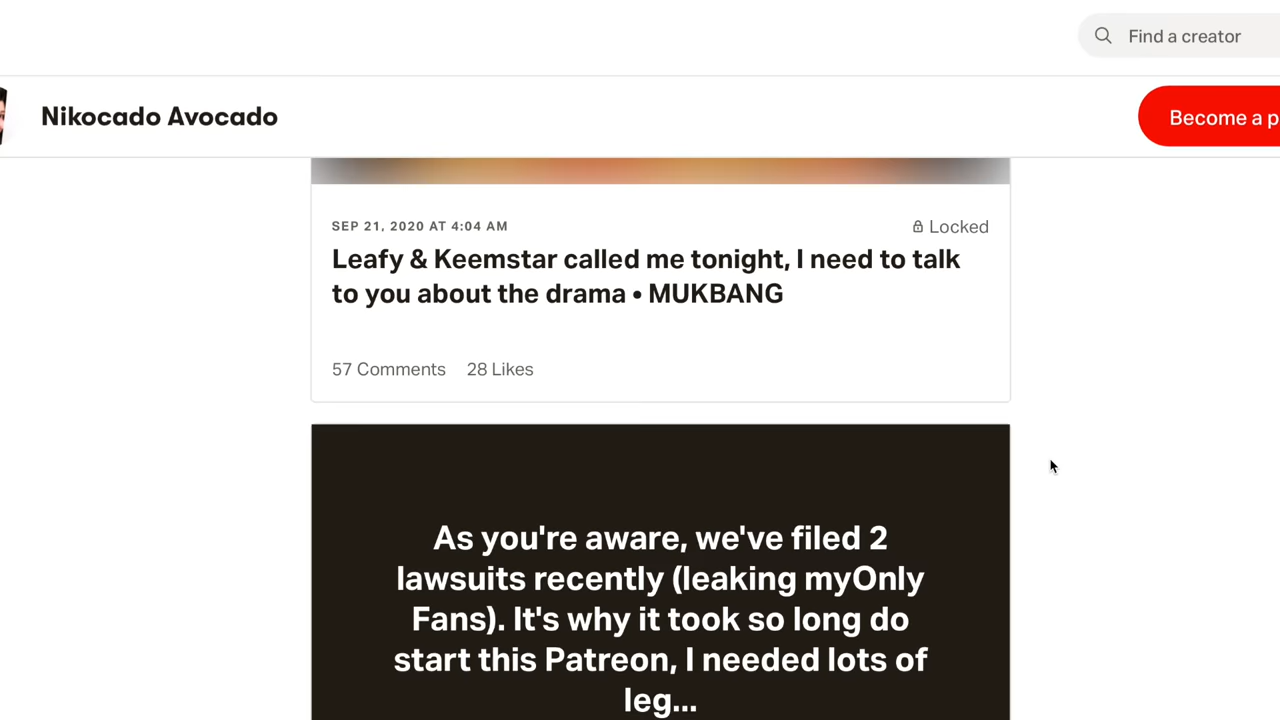 Find a creator
Nikocado Avocado
Become a p
SEP 21, 2020 AT 4:04 AM
Locked
Leafy & Keemstar called me tonight, I need to talk
to you about the drama • MUKBANG
57 Comments 28 Likes
As you're aware, we've filed 2
lawsuits recently (leaking myOnly
Fans). It's why it took so long do
start this Patreon, I needed lots of
leg...